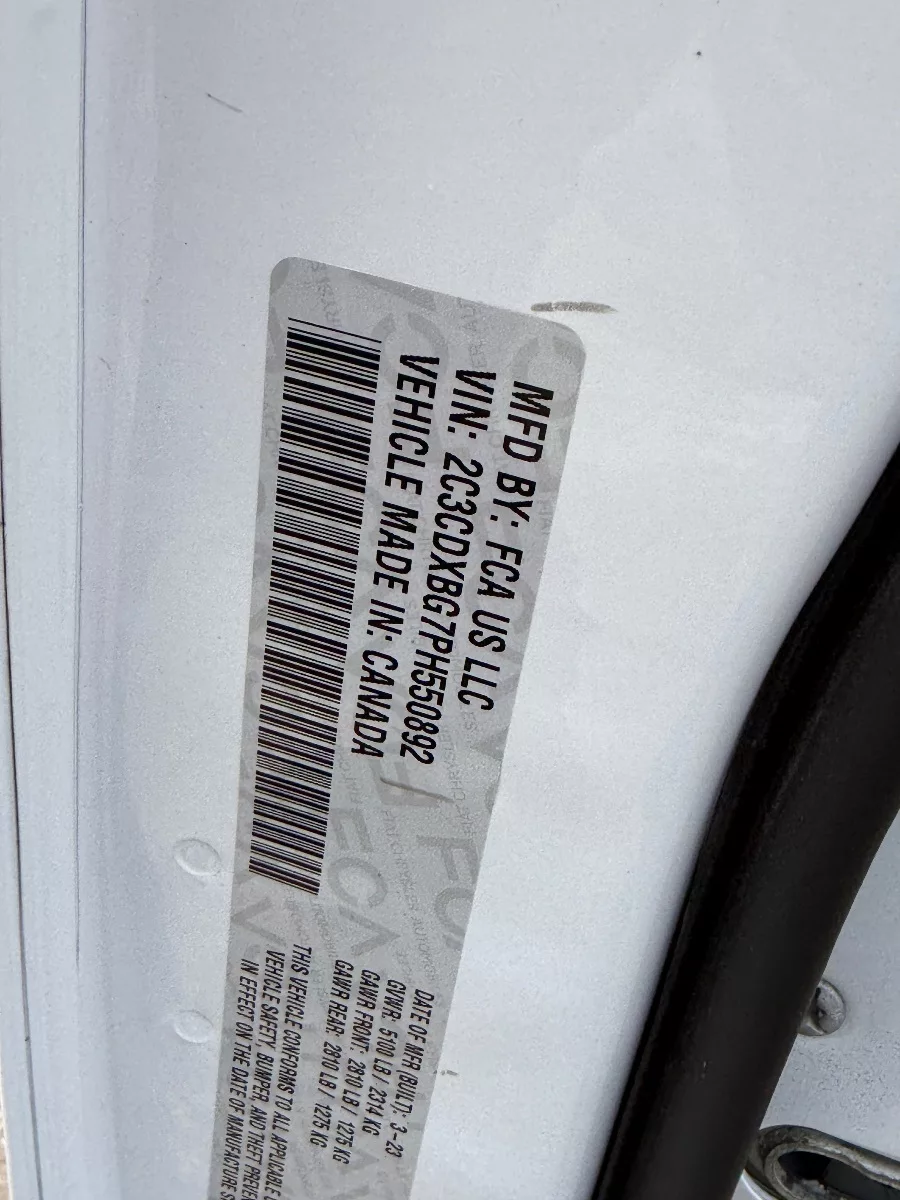 MFD BY: FCA US LLC
VIN: 2C3CDXBG7PH550892
VEHICLE MADE IN: CANADA
DATE OF MFR (BUILT): 3-23
GVWR: 5100 LB / 2314 KG
GAWR FRONT: 2810 LB / 1275 KG
GAWR REAR: 2810 LB / 1275 KG
THIS VEHICLE CONFORMS TO ALL APPLICABLE
VEHICLE SAFETY, BUMPER, AND THEFT
IN EFFECT ON THE DATE OF MANUFACTURE
FCA